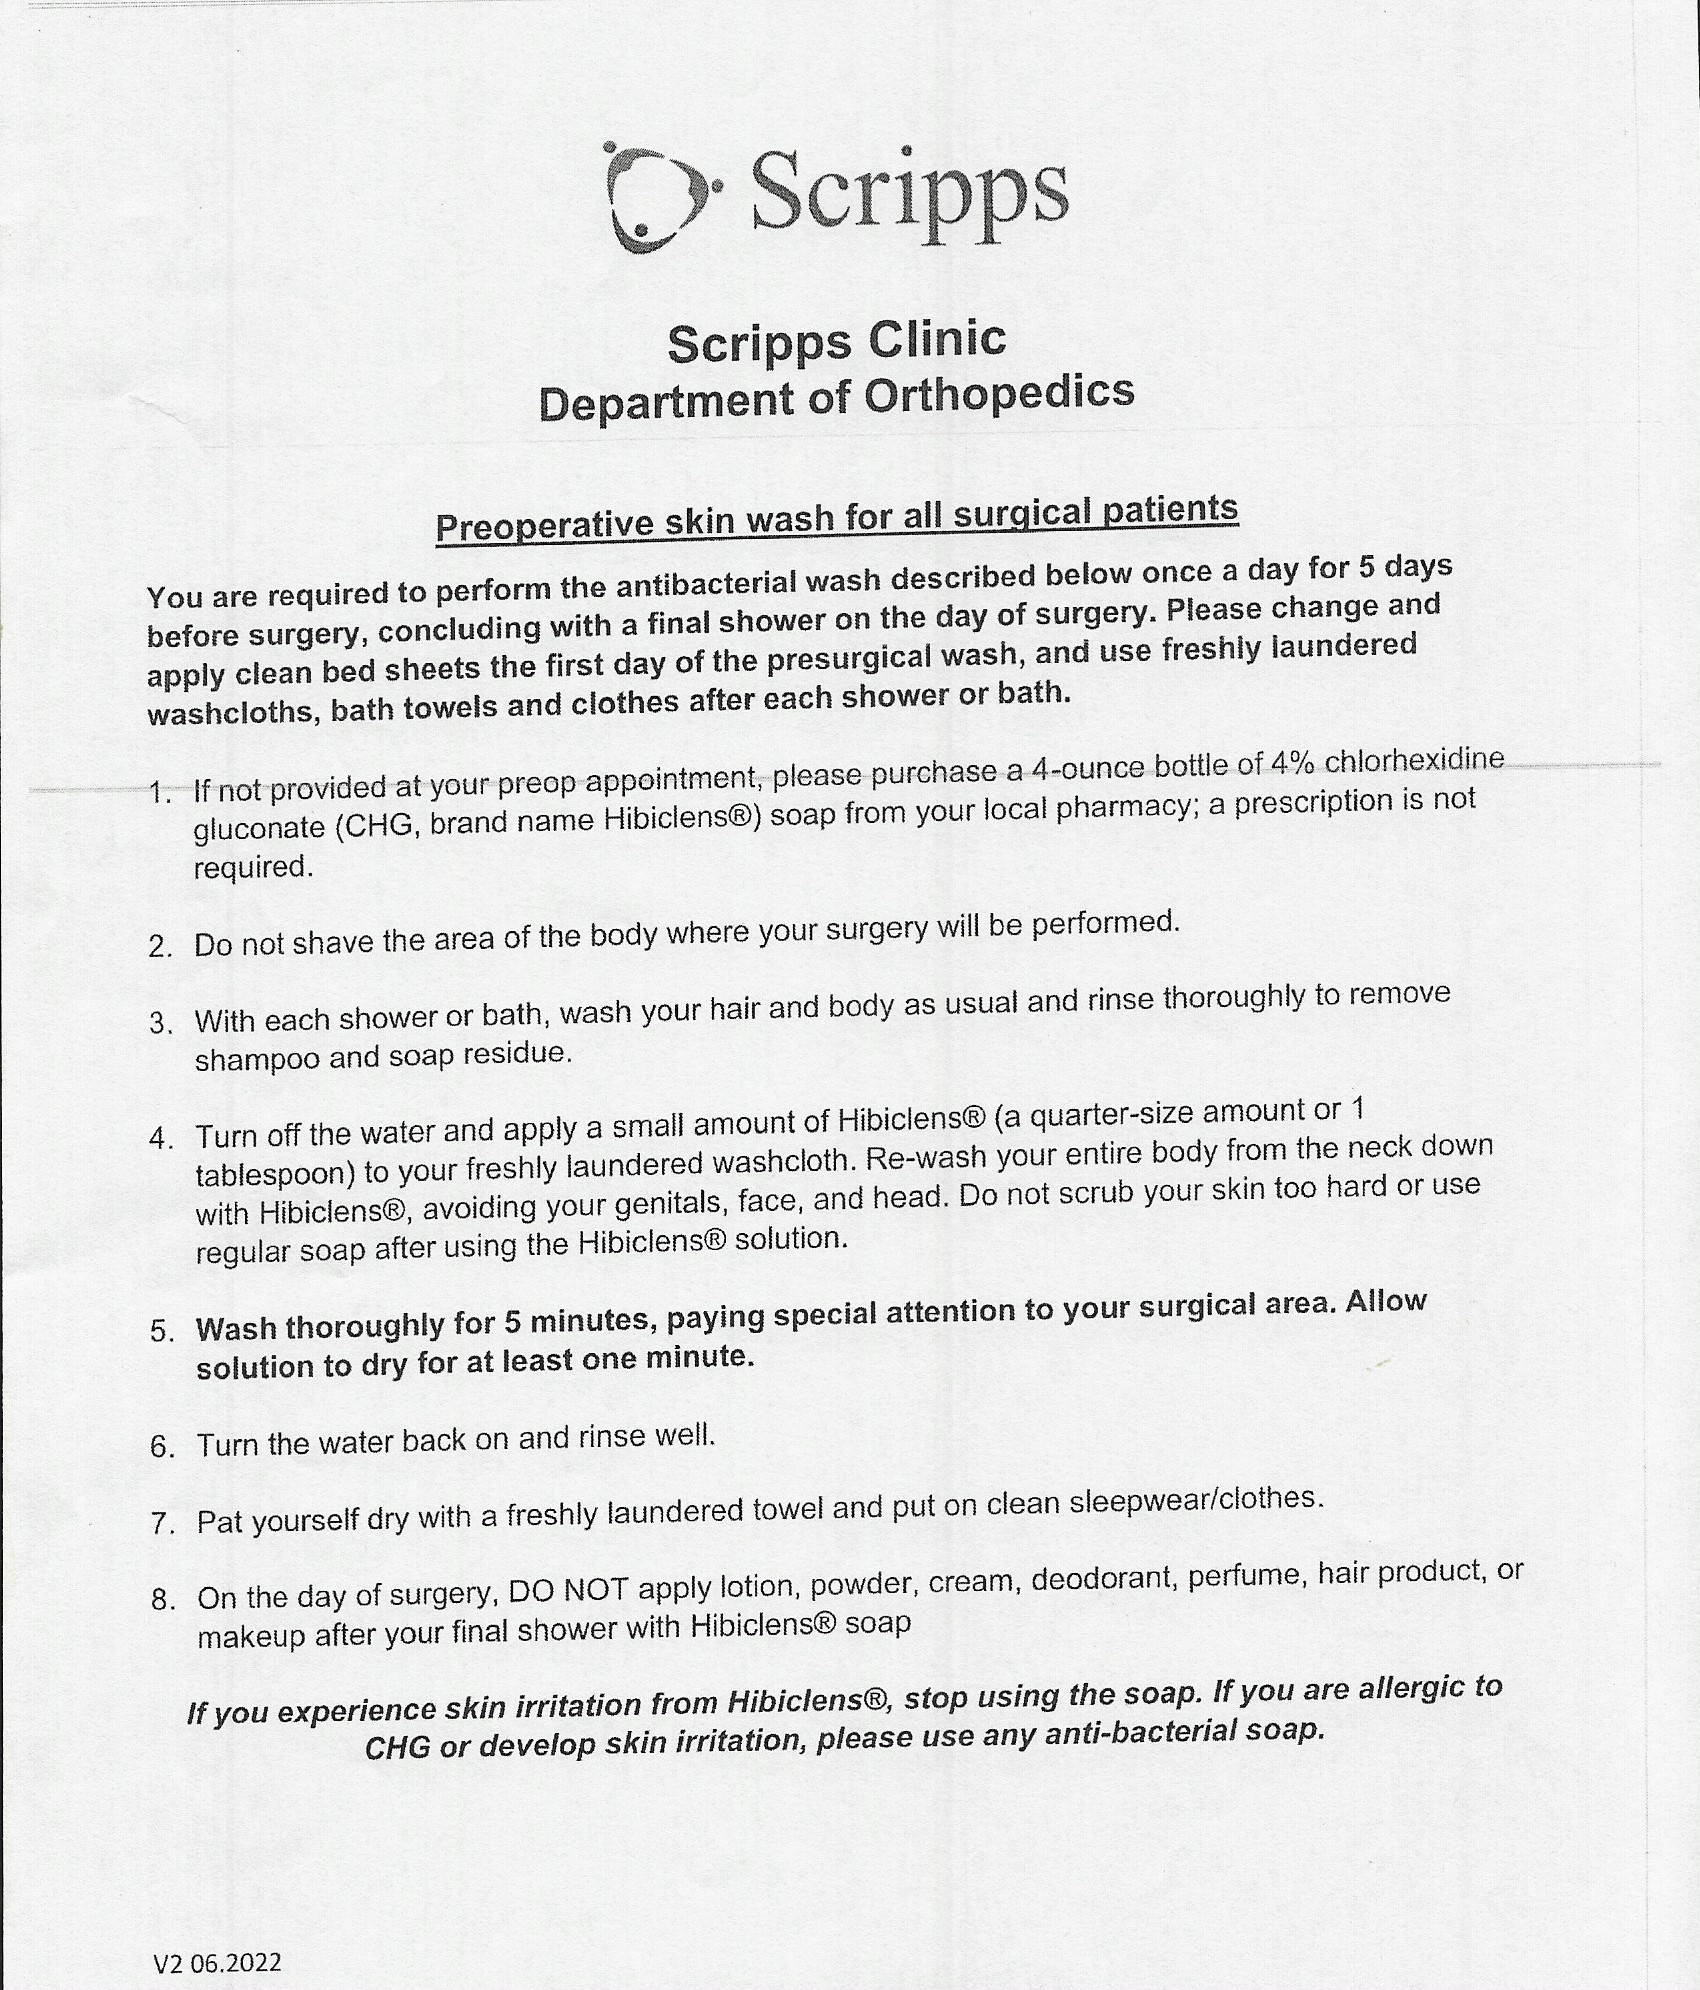 Scripps
Scripps Clinic
Department of Orthopedics
Preoperative skin wash for all surgical patients
You are required to perform the antibacterial wash described below once a day for 5 days
before surgery, concluding with a final shower on the day of surgery. Please change and
apply clean bed sheets the first day of the presurgical wash, and use freshly laundered
washcloths, bath towels and clothes after each shower or bath.
1. If not provided at your preop appointment, please purchase a 4-ounce bottle of 4% chlorhexidine
gluconate (CHG, brand name Hibiclens®) soap from your local pharmacy; a prescription is not
required.
2. Do not shave the area of the body where your surgery will be performed.
3. With each shower or bath, wash your hair and body as usual and rinse thoroughly to remove
shampoo and soap residue.
4. Turn off the water and apply a small amount of Hibiclens® (a quarter-size amount or 1
tablespoon) to your freshly laundered washcloth. Re-wash your entire body from the neck down
with Hibiclens®, avoiding your genitals, face, and head. Do not scrub your skin too hard or use
regular soap after using the Hibiclens® solution.
5. Wash thoroughly for 5 minutes, paying special attention to your surgical area. Allow
solution to dry for at least one minute.
6. Turn the water back on and rinse well.
7. Pat yourself dry with a freshly laundered towel and put on clean sleepwear/clothes.
8. On the day of surgery, DO NOT apply lotion, powder, cream, deodorant, perfume, hair product, or
makeup after your final shower with Hibiclens® soap
If you experience skin irritation from Hibiclens®, stop using the soap. If you are allergic to
CHG or develop skin irritation, please use any anti-bacterial soap.
V2 06.2022